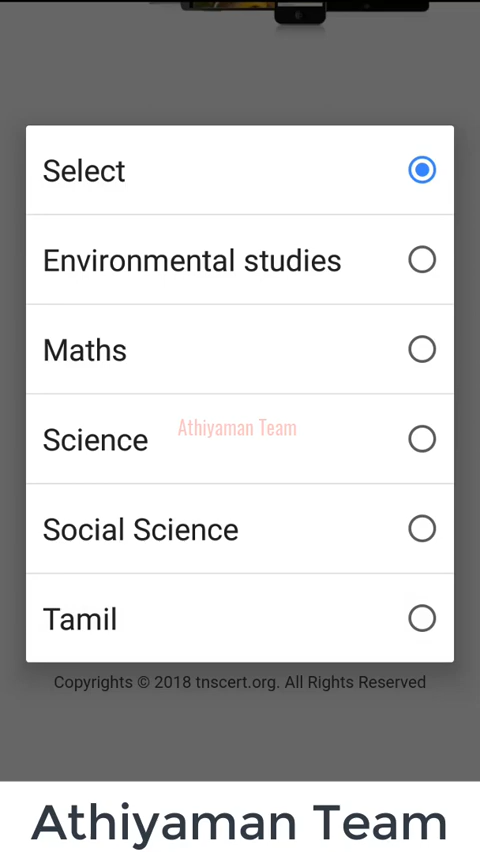 Select
Environmental studies
Maths
Athiyaman Team
Science
Social Science
Tamil
Copyrights © 2018 tnscert.org. All Rights Reserved
Athiyaman Team